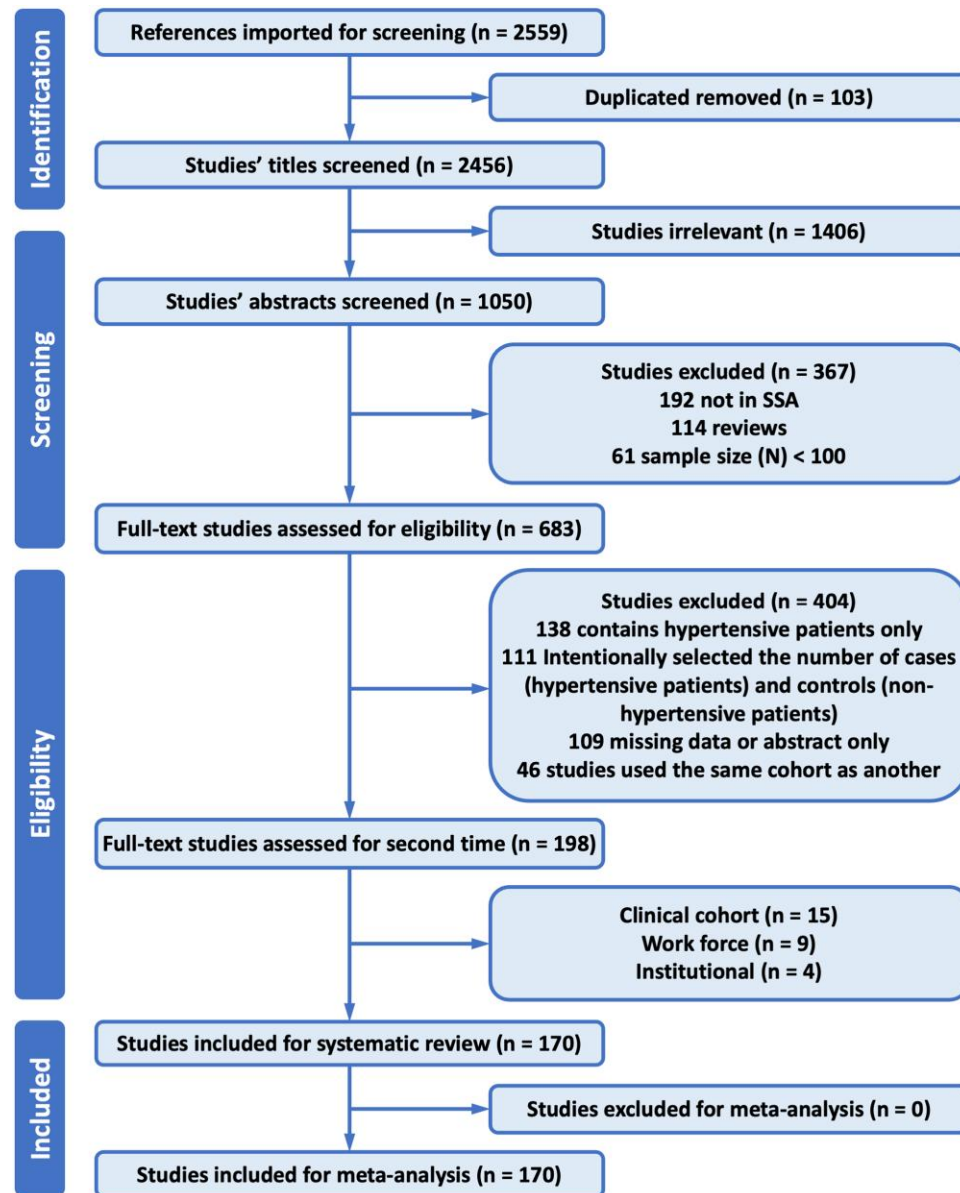 Identification
References imported for screening (n = 2559)
Duplicated removed (n = 103)
Studies' titles screened (n = 2456)
Studies irrelevant (n = 1406)
Screening
Studies' abstracts screened (n = 1050)
Studies excluded (n = 367)
192 not in SSA
114 reviews
61 sample size (N) < 100
Full-text studies assessed for eligibility (n = 683)
Eligibility
Studies excluded (n = 404)
138 contains hypertensive patients only
111 Intentionally selected the number of cases
(hypertensive patients) and controls (non-
hypertensive patients)
109 missing data or abstract only
46 studies used the same cohort as another
Full-text studies assessed for second time (n = 198)
Clinical cohort (n = 15)
Work force (n = 9)
Institutional (n = 4)
Included
Studies included for systematic review (n = 170)
Studies excluded for meta-analysis (n = 0)
Studies included for meta-analysis (n = 170)